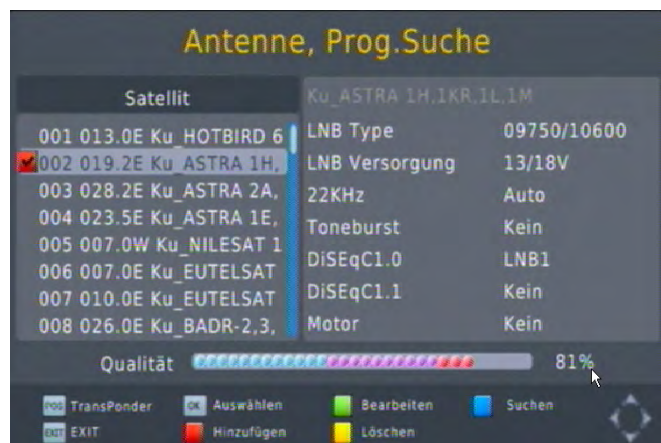 Antenne, Prog.Suche
Satellit
001 013.0E Ku_HOTBIRD 6
002 019.2E Ku_ASTRA 1H,
003 028.2E Ku_ASTRA 2A,
004 023.5E Ku_ASTRA 1E,
005 007.0W Ku_NILESAT 1
006 007.0E Ku_EUTELSAT
007 010.0E Ku_EUTELSAT
008 026.0E Ku_BADR-2,3,
Ku_ASTRA 1H,1KR,1L,1M
LNB Type 09750/10600
LNB Versorgung 13/18V
22KHz Auto
Toneburst Kein
DiSEqC1.0 LNB1
DiSEqC1.1 Kein
Motor Kein
Qualität 81%
TransPonder OK Auswählen Bearbeiten Suchen
EXIT EXIT Hinzufügen Löschen